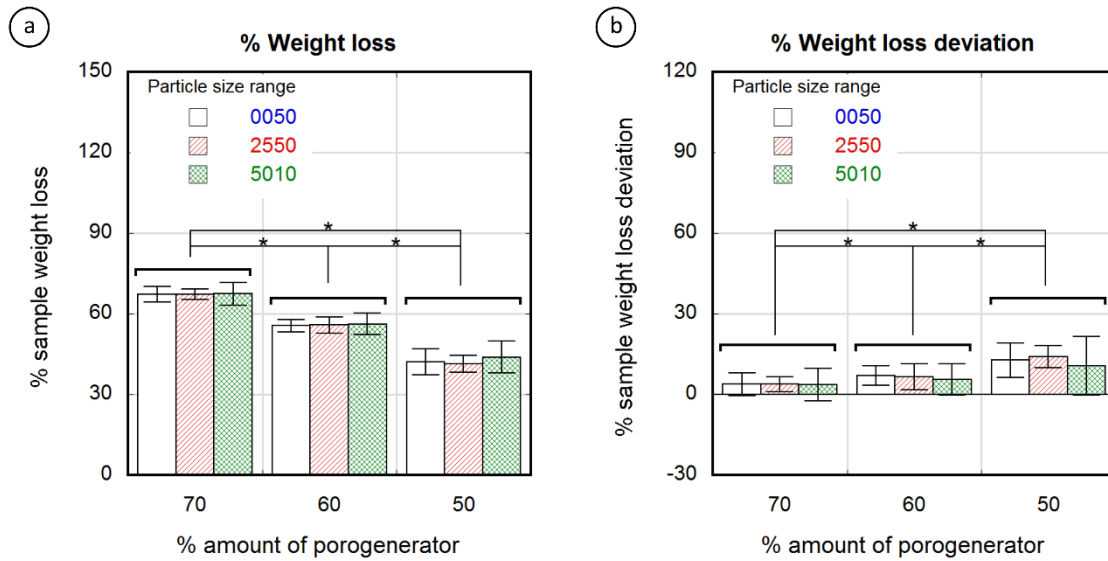 a
% Weight loss
150
120
90
60
30
0
% sample weight loss
Particle size range
0050
2550
5010
*
* *
70 60 50
% amount of porogenerator
b
% Weight loss deviation
120
90
60
30
0
-30
% sample weight loss deviation
Particle size range
0050
2550
5010
*
* *
70 60 50
% amount of porogenerator